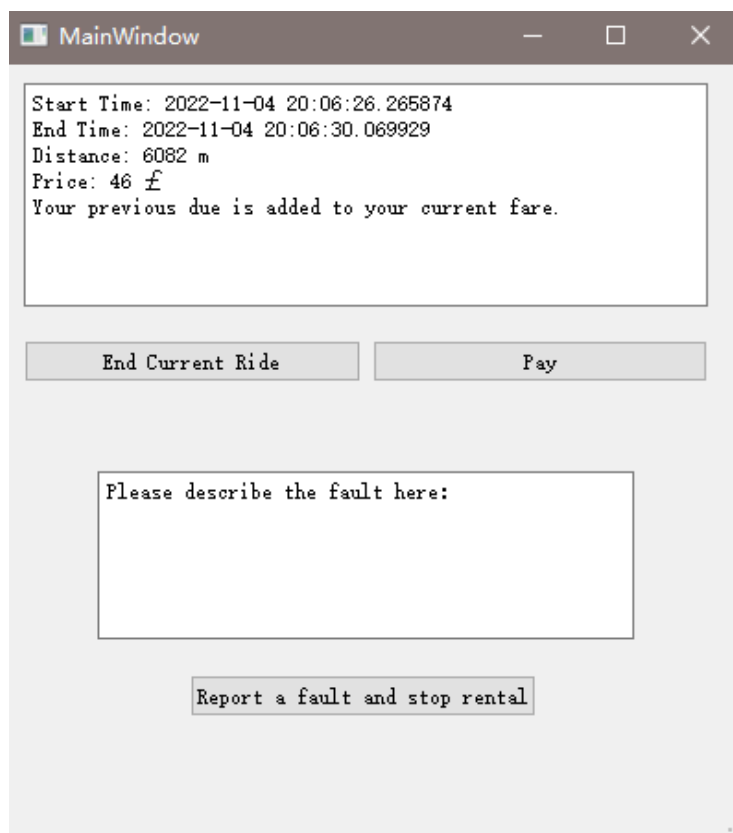 MainWindow
Start Time: 2022-11-04 20:06:26.265874
End Time: 2022-11-04 20:06:30.069929
Distance: 6082 m
Price: 46 £
Your previous due is added to your current fare.
End Current Ride
Pay
Please describe the fault here:
Report a fault and stop rental